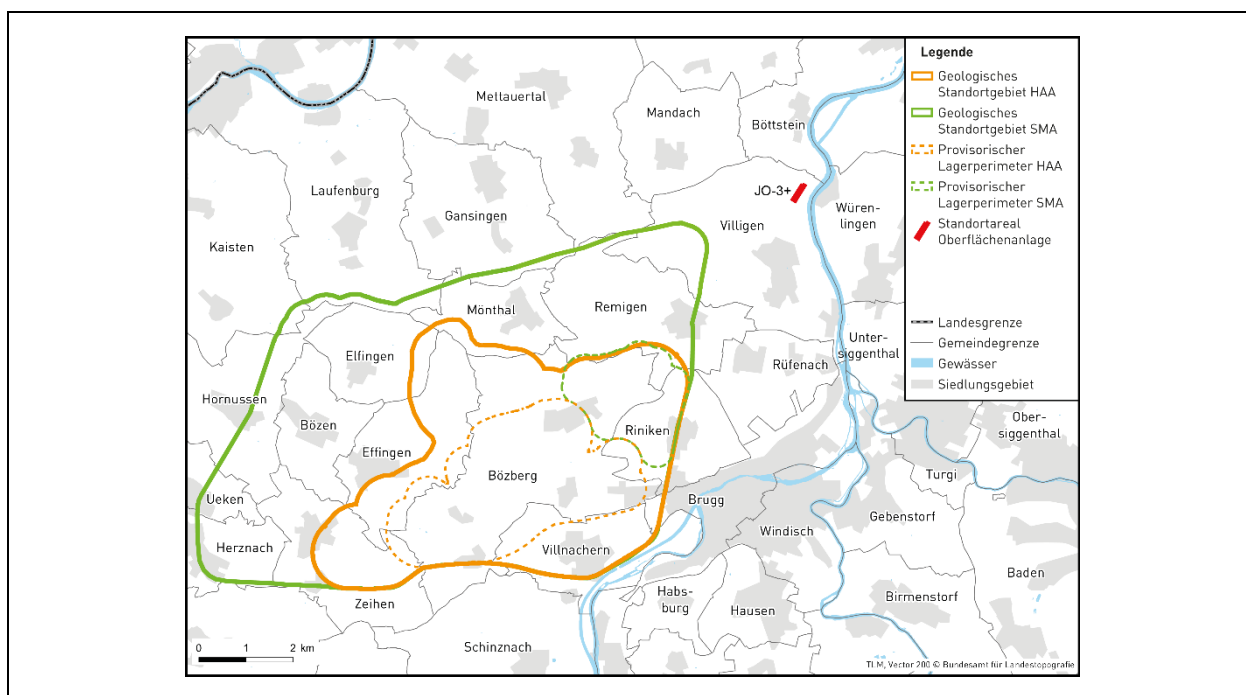 Legende
Geologisches
Standortgebiet HAA
Geologisches
Standortgebiet SMA
Provisorischer
Lagerperimeter HAA
Provisorischer
Lagerperimeter SMA
Standortareal
Oberflächenanlage
Landesgrenze
Gemeindegrenze
Gewässer
Siedlungsgebiet
Mettauertal
Mandach
Böttstein
JO-3+
Laufenburg
Gansingen
Villigen
Würen-
lingen
Kaisten
Mönthal
Remigen
Elfingen
Rüfenach
Unter-
siggenthal
Hornussen
Bözen
Effingen
Riniken
Ober-
siggenthal
Bözberg
Turgi
Ueken
Brugg
Gebenstorf
Windisch
Herznach
Villnachern
Baden
Zeihen
Habs-
burg
Hausen
Birmenstorf
Schinznach
0 1 2 km
TLM, Vector 200 © Bundesamt für Landestopografie